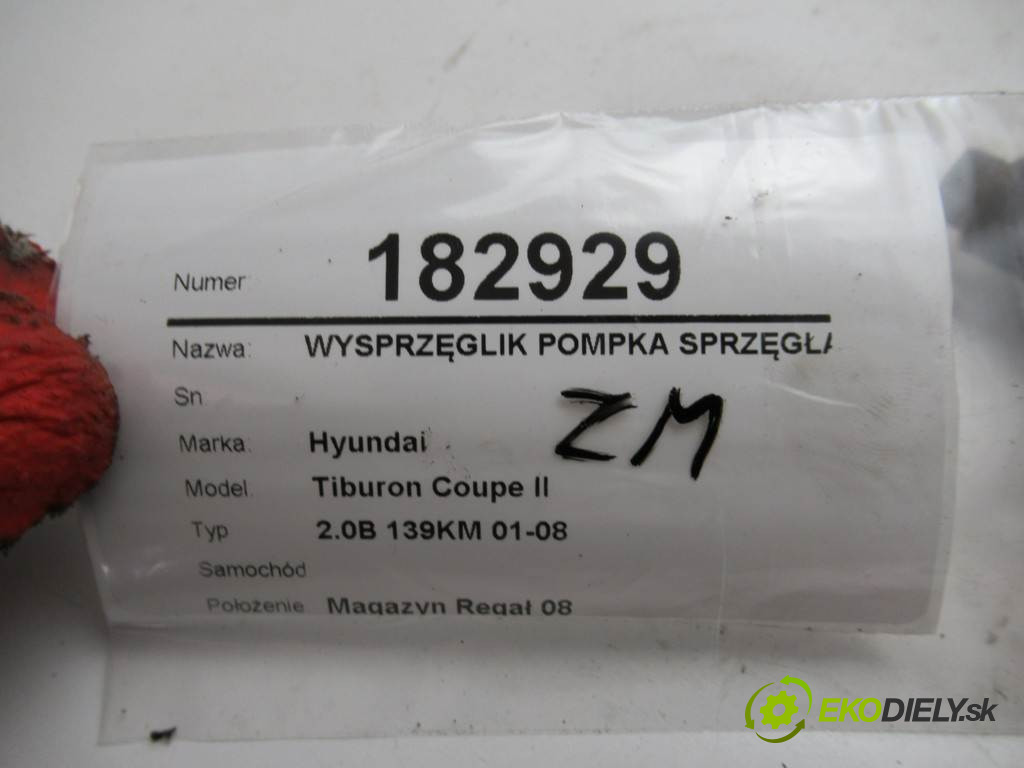 Numer 182929
Nazwa: WYSPRZĘGLIK POMPKA SPRZĘGŁA
Sn
ZM
Marka: Hyundai
Model. Tiburon Coupe II
Typ 2.0B 139KM 01-08
Samochód
Położenie Magazyn Regał 08
EKODIELY.sk